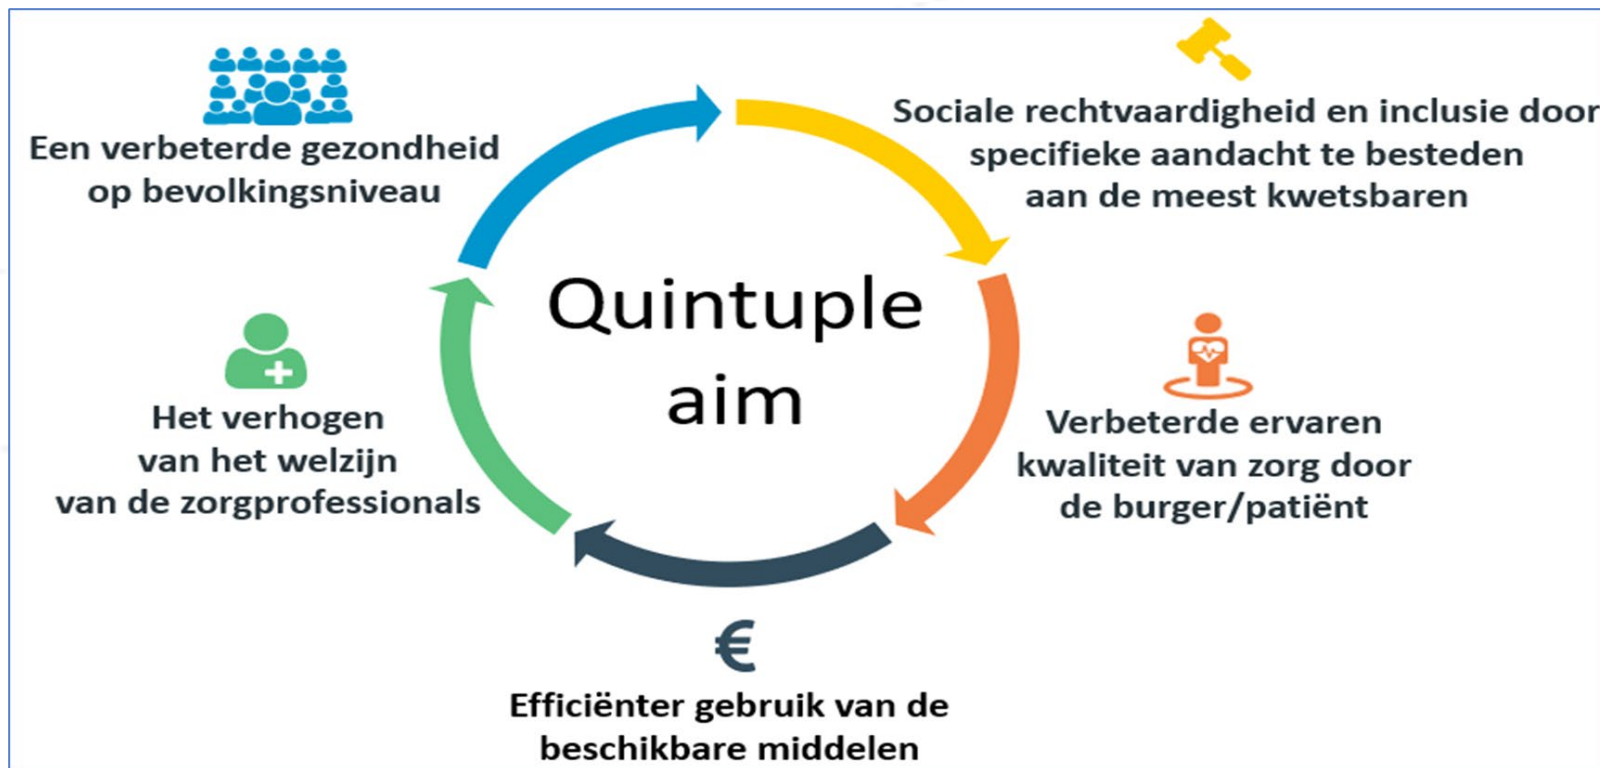 Een verbeterde gezondheid
op bevolkingsniveau
Sociale rechtvaardigheid en inclusie door
specifieke aandacht te besteden
aan de meest kwetsbaren
Quintuple
aim
Het verhogen
van het welzijn
van de zorgprofessionals
Verbeterde ervaren
kwaliteit van zorg door
de burger/patiënt
€
Efficiënter gebruik van de
beschikbare middelen